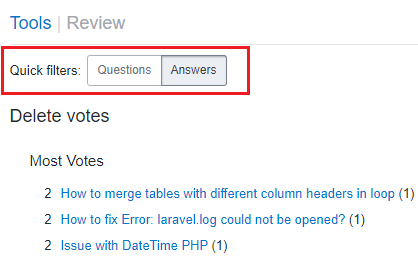 Tools | Review
Quick filters: Questions Answers
Delete votes
Most Votes
2 How to merge tables with different column headers in loop (1)
2 How to fix Error: laravel.log could not be opened? (1)
2 Issue with DateTime PHP (1)